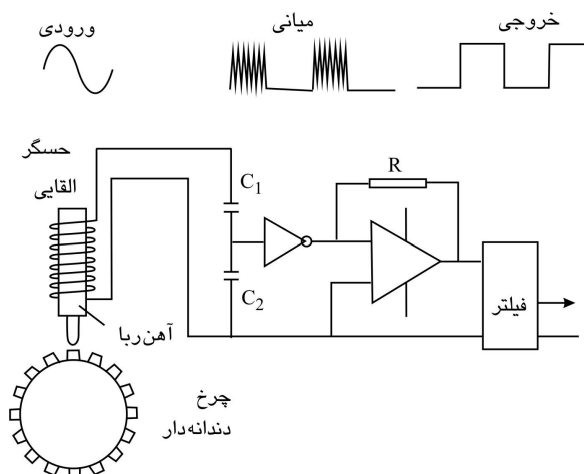 ورودی
میانی
خروجی
حسگر
القایی
C1
R
C2
آهن‌ربا
فیلتر
چرخ
دندانه‌دار